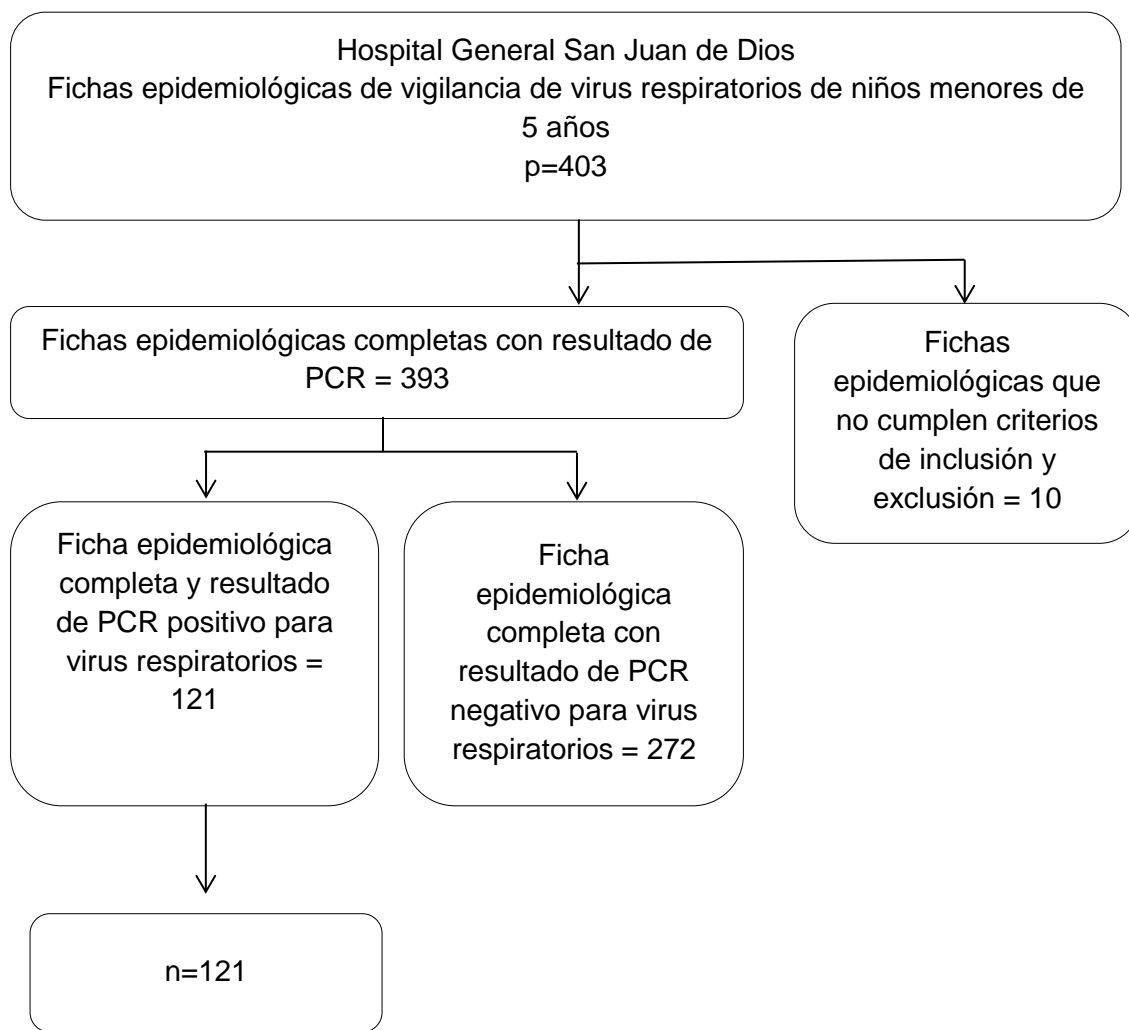 Hospital General San Juan de Dios
Fichas epidemiológicas de vigilancia de virus respiratorios de niños menores de
5 años
p=403
Fichas epidemiológicas completas con resultado de
PCR = 393
Fichas
epidemiológicas que
no cumplen criterios
de inclusión y
exclusión = 10
Ficha epidemiológica
completa y resultado
de PCR positivo para
virus respiratorios =
121
Ficha
epidemiológica
completa con
resultado de PCR
negativo para virus
respiratorios = 272
n=121